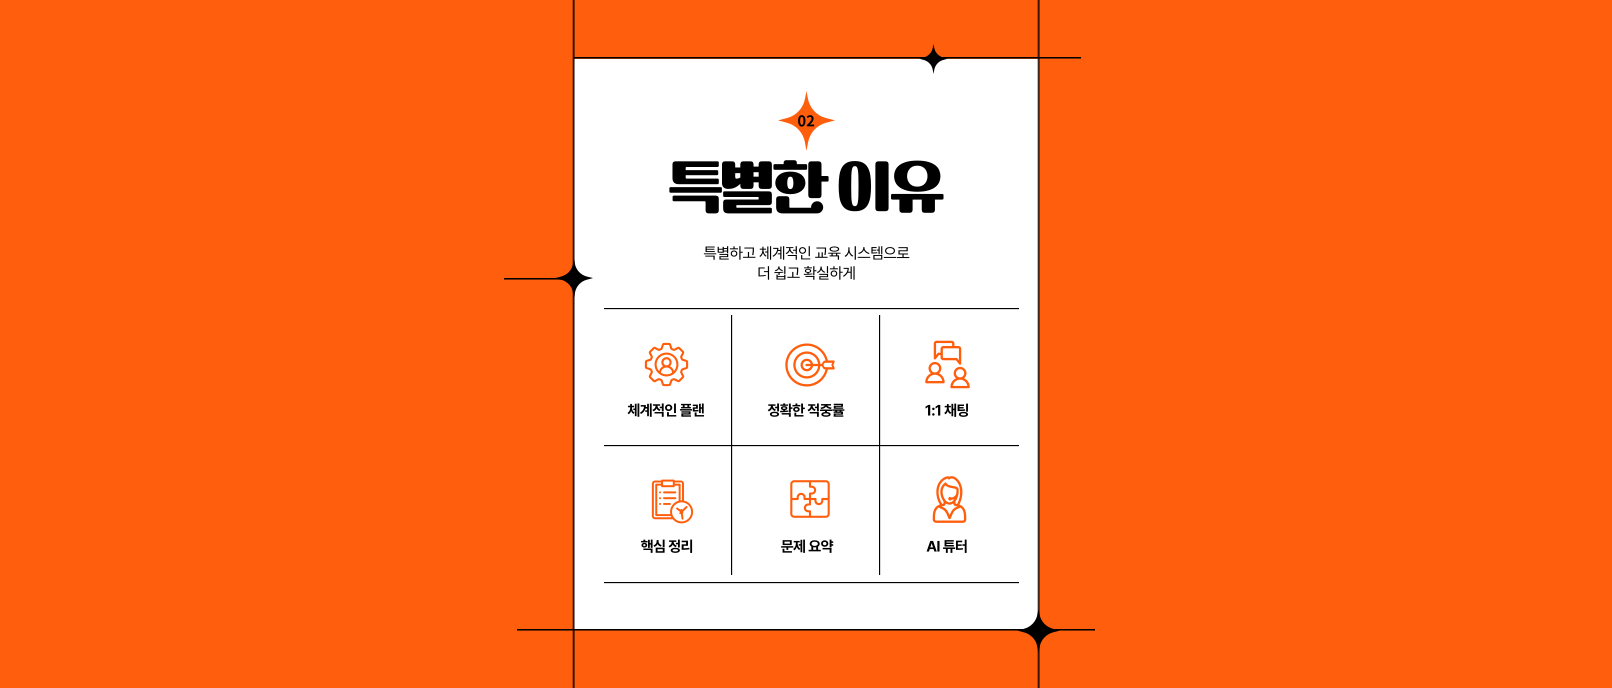 02
특별한 이유
특별하고 체계적인 교육 시스템으로
더 쉽고 확실하게
체계적인 플랜
정확한 적중률
1:1 채팅
핵심 정리
문제 요약
AI 튜터